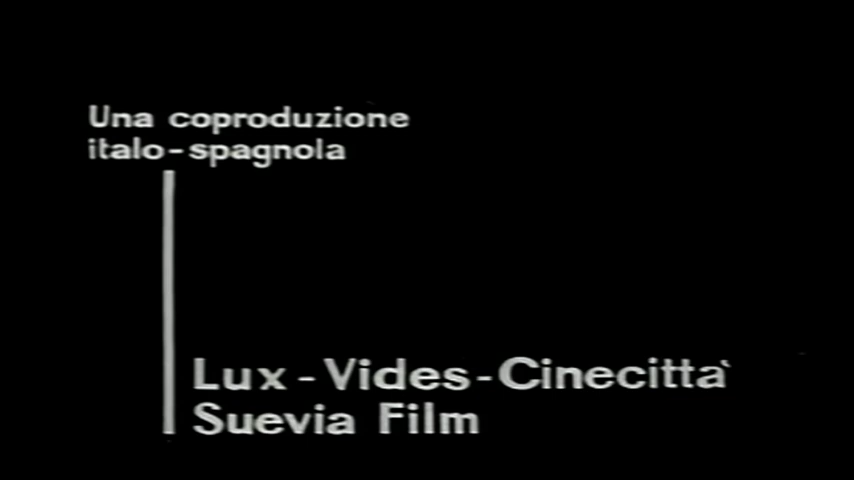 Una coproduzione
italo-spagnola
Lux-Vides-Cinecittà
Suevia Film